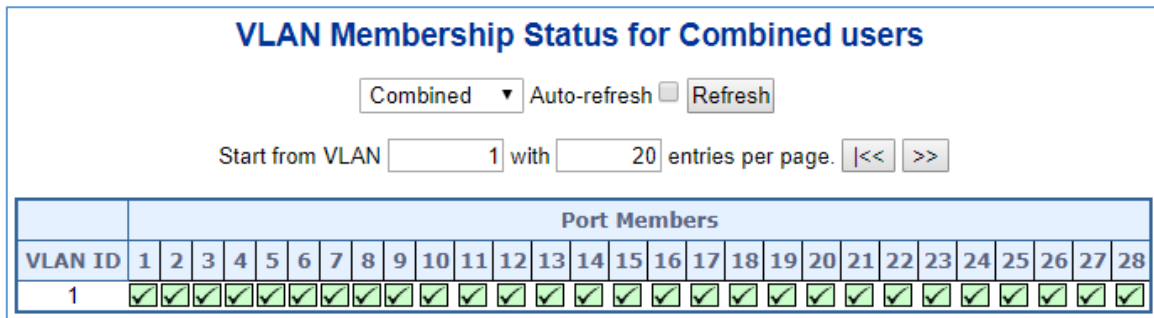 VLAN Membership Status for Combined users
Combined Auto-refresh Refresh
Start from VLAN 1 with 20 entries per page. |<< >>
Port Members
VLAN ID 1 2 3 4 5 6 7 8 9 10 11 12 13 14 15 16 17 18 19 20 21 22 23 24 25 26 27 28
1